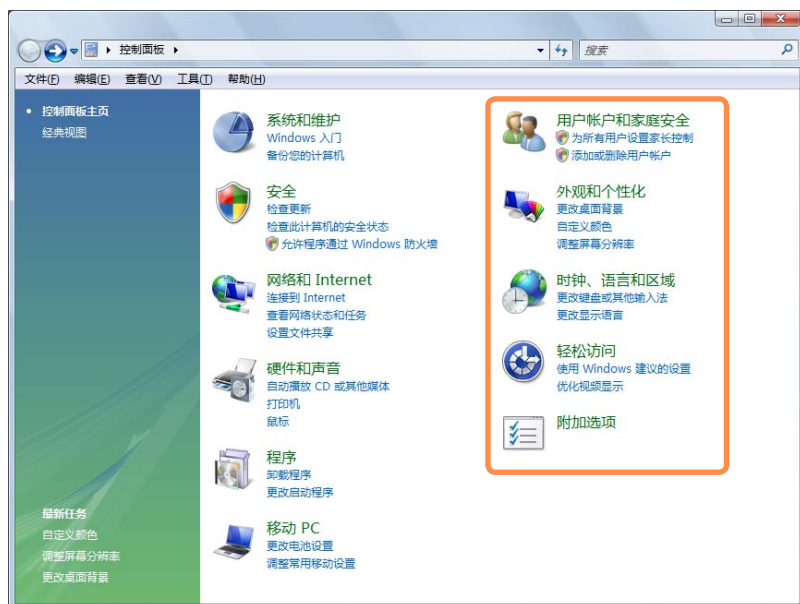 控制面板
搜索
文件(F) 编辑(E) 查看(V) 工具(T) 帮助(H)
控制面板主页
经典视图
系统和维护
Windows 入门
备份您的计算机
安全
检查更新
检查此计算机的安全状态
允许程序通过 Windows 防火墙
网络和 Internet
连接到 Internet
查看网络状态和任务
设置文件共享
硬件和声音
自动播放 CD 或其他媒体
打印机
鼠标
程序
卸载程序
更改启动程序
移动 PC
更改电池设置
调整常用移动设置
用户帐户和家庭安全
为所有用户设置家长控制
添加或删除用户帐户
外观和个性化
更改桌面背景
自定义颜色
调整屏幕分辨率
时钟、语言和区域
更改键盘或其他输入法
更改显示语言
轻松访问
使用 Windows 建议的设置
优化视频显示
附加选项
最新任务
自定义颜色
调整屏幕分辨率
更改桌面背景